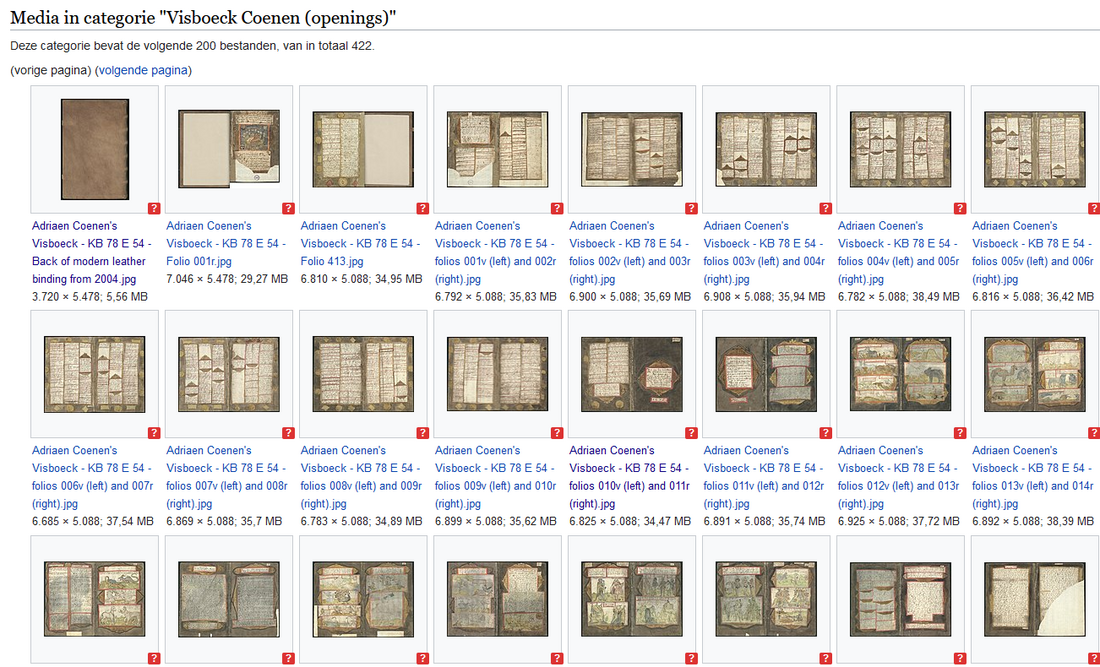 Media in categorie "Visboeck Coenen (openings)"
Deze categorie bevat de volgende 200 bestanden, van in totaal 422.
(vorige pagina) (volgende pagina)
?
?
?
?
?
?
?
?
Adriaen Coenen's
Visboeck - KB 78 E 54 -
Back of modern leather
binding from 2004.jpg
3.720 × 5.478; 5,56 MB
Adriaen Coenen's
Visboeck - KB 78 E 54 -
Folio 001r.jpg
7.046 × 5.478; 29,27 MB
Adriaen Coenen's
Visboeck - KB 78 E 54 -
Folio 413.jpg
6.810 × 5.088; 34,95 MB
Adriaen Coenen's
Visboeck - KB 78 E 54 -
folios 001v (left) and 002r
(right).jpg
6.792 × 5.088; 35,83 MB
Adriaen Coenen's
Visboeck - KB 78 E 54 -
folios 002v (left) and 003r
(right).jpg
6.900 × 5.088; 35,69 MB
Adriaen Coenen's
Visboeck - KB 78 E 54 -
folios 003v (left) and 004r
(right).jpg
6.908 × 5.088; 35,94 MB
Adriaen Coenen's
Visboeck - KB 78 E 54 -
folios 004v (left) and 005r
(right).jpg
6.782 × 5.088; 38,49 MB
Adriaen Coenen's
Visboeck - KB 78 E 54 -
folios 005v (left) and 006r
(right).jpg
6.816 × 5.088; 36,42 MB
?
?
?
?
?
?
?
?
Adriaen Coenen's
Visboeck - KB 78 E 54 -
folios 006v (left) and 007r
(right).jpg
6.685 × 5.088; 37,54 MB
Adriaen Coenen's
Visboeck - KB 78 E 54 -
folios 007v (left) and 008r
(right).jpg
6.869 × 5.088; 35,7 MB
Adriaen Coenen's
Visboeck - KB 78 E 54 -
folios 008v (left) and 009r
(right).jpg
6.783 × 5.088; 34,89 MB
Adriaen Coenen's
Visboeck - KB 78 E 54 -
folios 009v (left) and 010r
(right).jpg
6.899 × 5.088; 35,62 MB
Adriaen Coenen's
Visboeck - KB 78 E 54 -
folios 010v (left) and 011r
(right).jpg
6.825 × 5.088; 34,47 MB
Adriaen Coenen's
Visboeck - KB 78 E 54 -
folios 011v (left) and 012r
(right).jpg
6.891 × 5.088; 35,74 MB
Adriaen Coenen's
Visboeck - KB 78 E 54 -
folios 012v (left) and 013r
(right).jpg
6.925 × 5.088; 37,72 MB
Adriaen Coenen's
Visboeck - KB 78 E 54 -
folios 013v (left) and 014r
(right).jpg
6.892 × 5.088; 38,39 MB
?
?
?
?
?
?
?
?